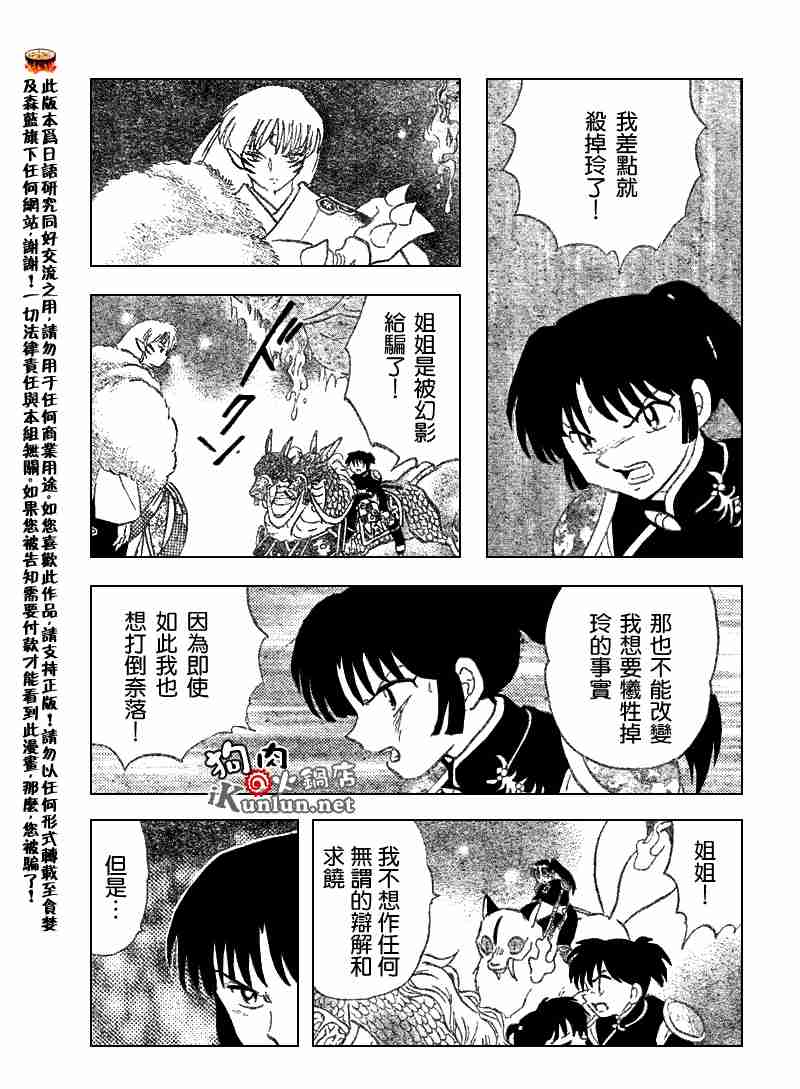 我差點就
殺掉玲了！
姐姐是被幻影
給騙了！
那也不能改變
我想要犧牲掉
玲的事實
因為即使
如此我也
想打倒奈落！
姐姐！
我不想作任何
無謂的辯解和
求饒
但是…
狗肉火鍋店
iKunlun.net
此版本爲日語研究同好交流之用，請勿用于任何商業用途。如您喜歡此作品，請支持正版！請勿以任何形式轉載至貪婪
及森藍旗下任何網站，謝謝！一切法律責任與本組無關。如果您被告知需要付款才能看到此漫畫，那麼，您被騙了！